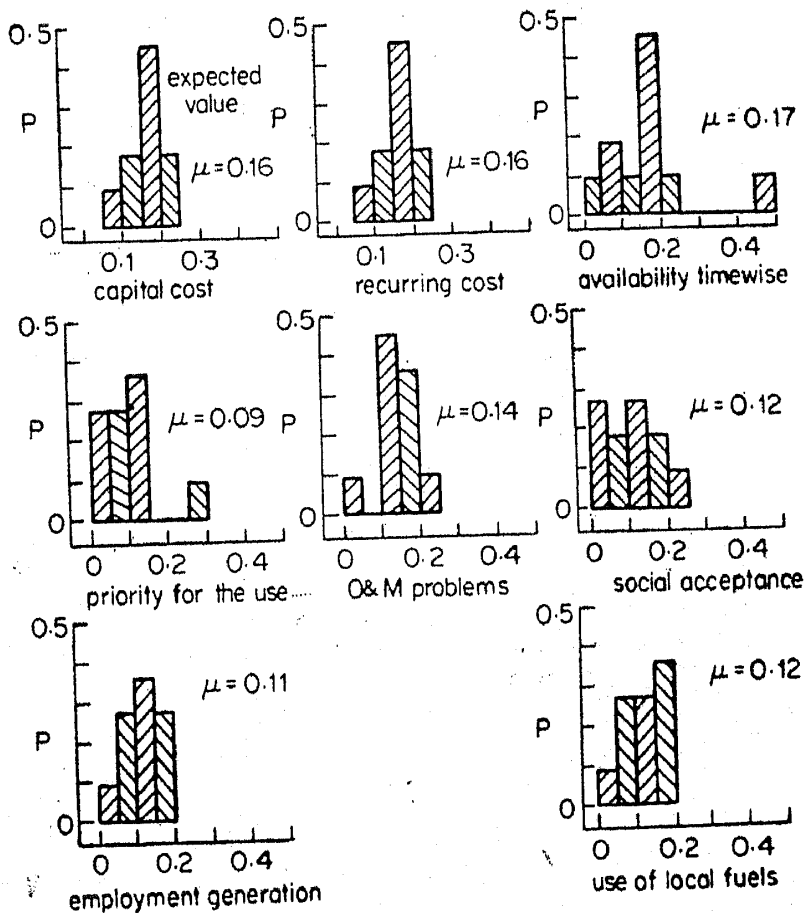 0.5
P
0
expected
value
μ=0.16
0.1 0.3
capital cost
0.5
P
0
μ=0.16
0.1 0.3
recurring cost
0.5
P
0
μ=0.17
0 0.2 0.4
availability timewise
0.5
P
0
μ=0.09
0 0.2 0.4
priority for the use.....
0.5
P
0
μ=0.14
0 0.2 0.4
O&M problems
0.5
P
0
μ=0.12
0 0.2 0.4
social acceptance
0.5
P
0
μ=0.11
0 0.2 0.4
employment generation
0.5
P
0
μ=0.12
0 0.2 0.4
use of local fuels